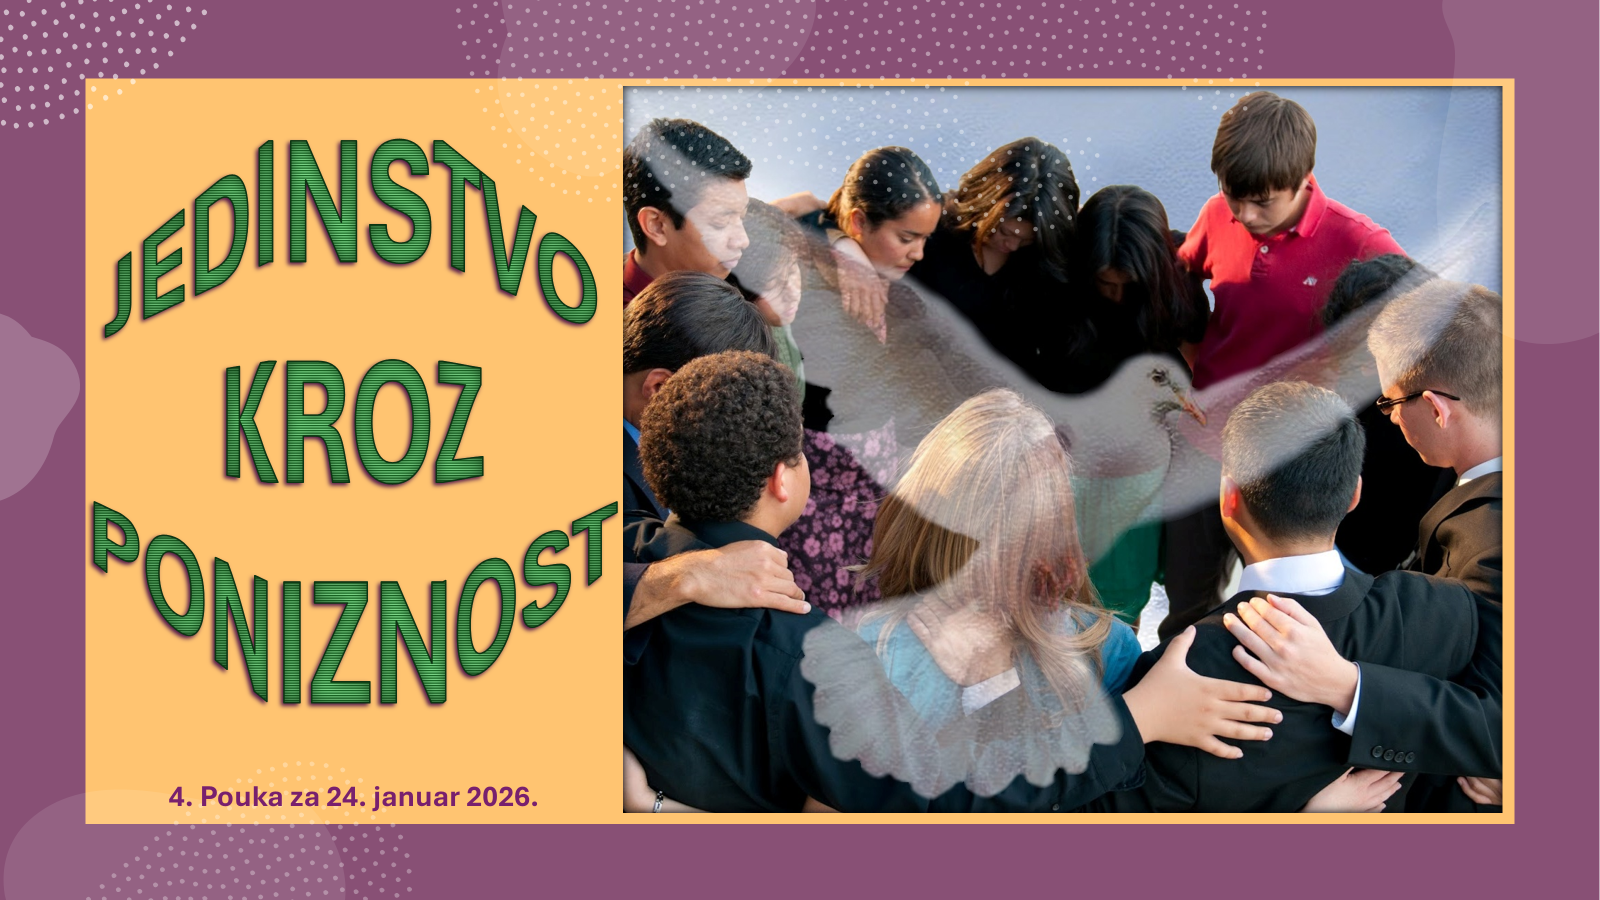 JEDINSTVO
KROZ
PONIZNOST
4. Pouka za 24. januar 2026.